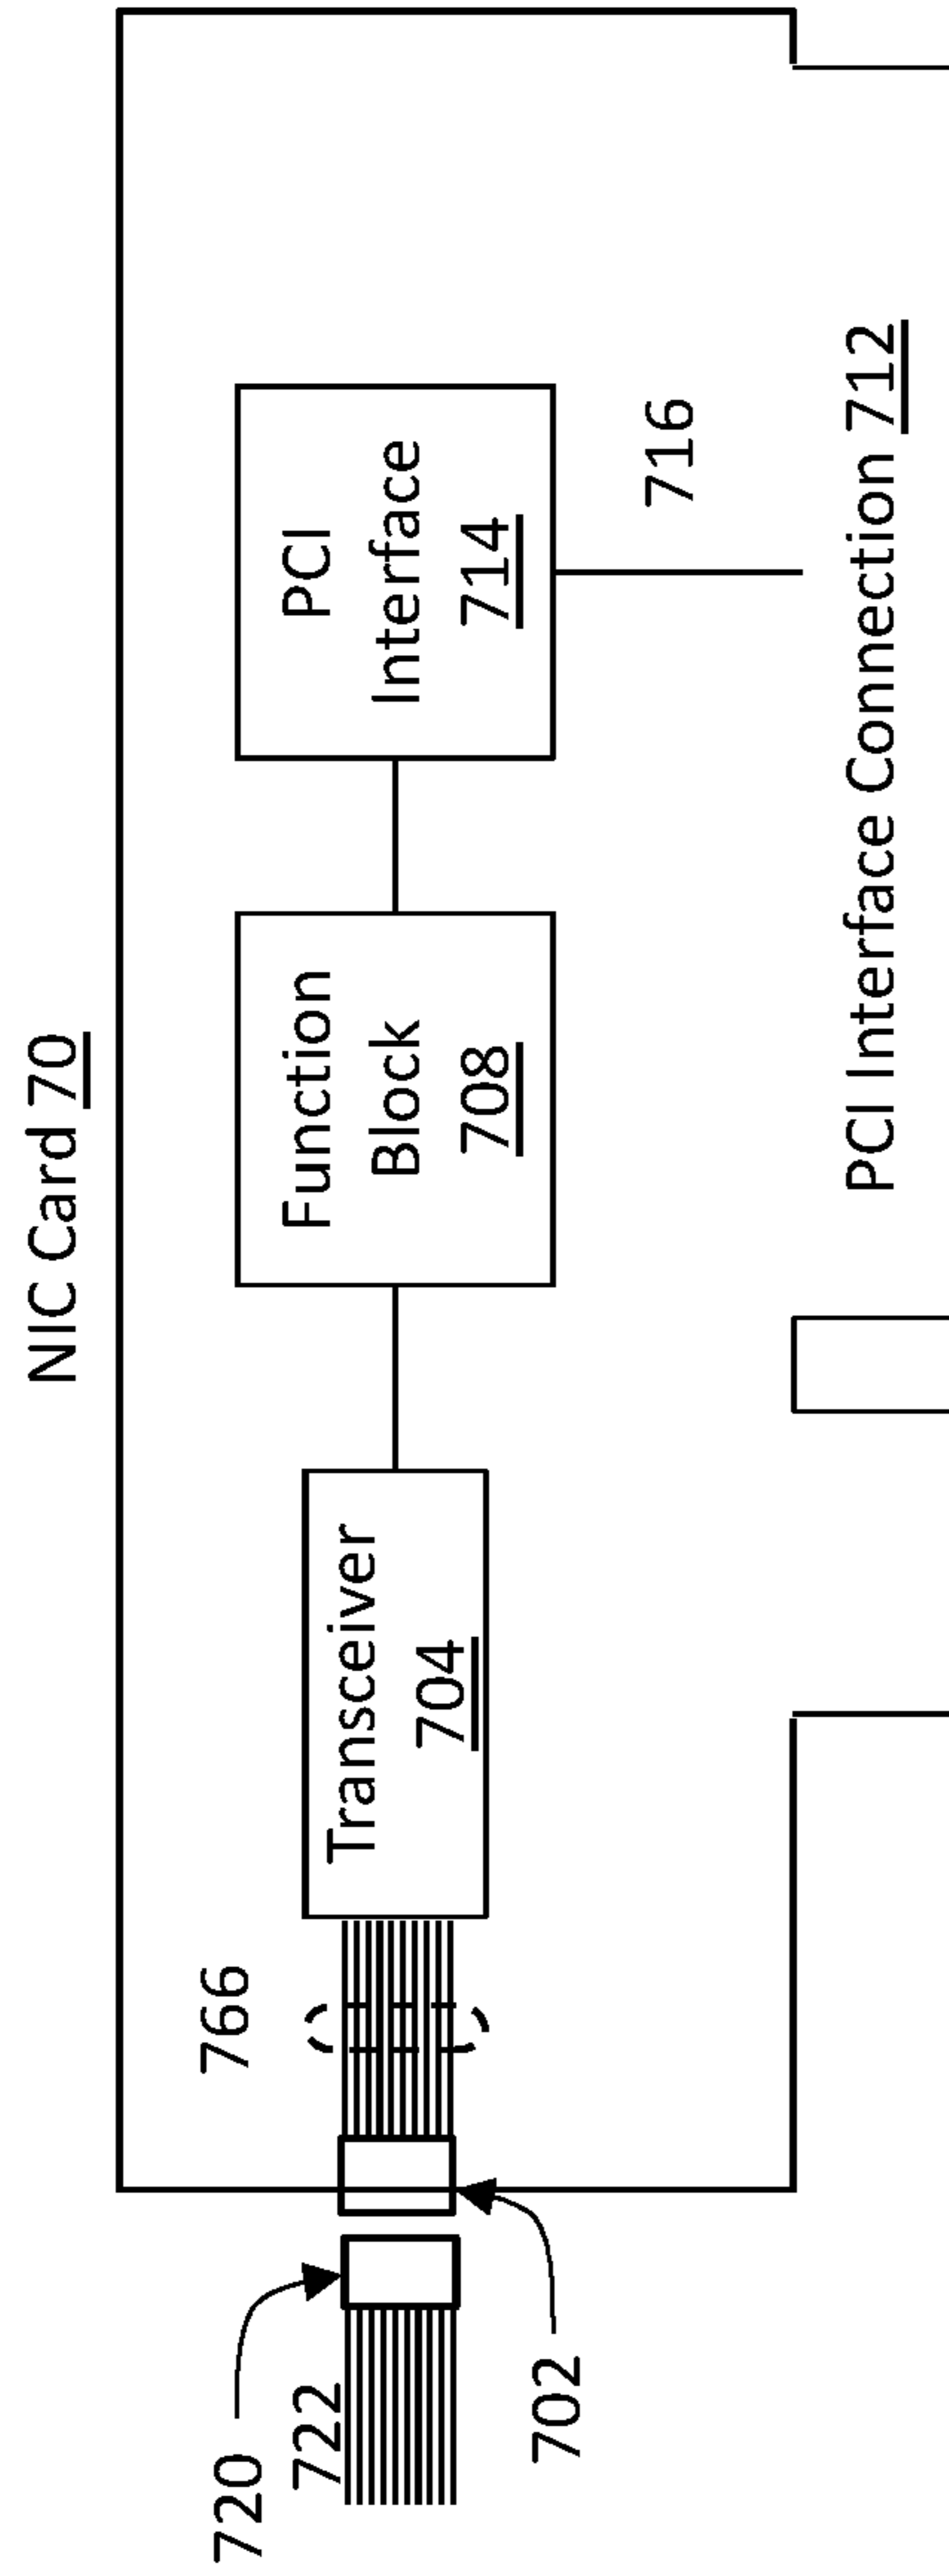 NIC Card 70
720
722
766
702
Transceiver
704
Function
Block
708
PCI
Interface
714
716
PCI Interface Connection 712